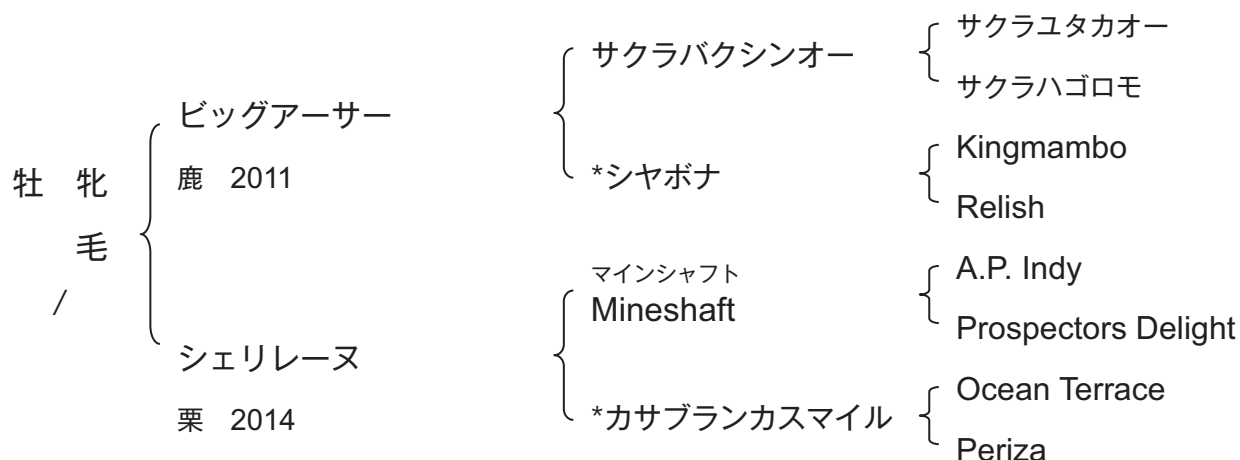 牡 牝
毛
/
ビッグアーサー
鹿 2011
シェリレーヌ
栗 2014
サクラバクシンオー
*シヤボナ
マインシャフト
Mineshaft
*カサブランカスマイル
サクラユタカオー
サクラハゴロモ
Kingmambo
Relish
A.P. Indy
Prospectors Delight
Ocean Terrace
Periza